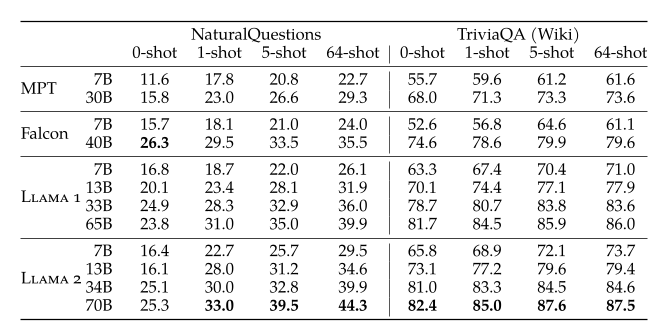 NaturalQuestions TriviaQA (Wiki)
0-shot 1-shot 5-shot 64-shot 0-shot 1-shot 5-shot 64-shot
MPT 7B 11.6 17.8 20.8 22.7 55.7 59.6 61.2 61.6
30B 15.8 23.0 26.6 29.3 68.0 71.3 73.3 73.6
Falcon 7B 15.7 18.1 21.0 24.0 52.6 56.8 64.6 61.1
40B 26.3 29.5 33.5 35.5 74.6 78.6 79.9 79.6
Llama 1 7B 16.8 18.7 22.0 26.1 63.3 67.4 70.4 71.0
13B 20.1 23.4 28.1 31.9 70.1 74.4 77.1 77.9
33B 24.9 28.3 32.9 36.0 78.7 80.7 83.8 83.6
65B 23.8 31.0 35.0 39.9 81.7 84.5 85.9 86.0
Llama 2 7B 16.4 22.7 25.7 29.5 65.8 68.9 72.1 73.7
13B 16.1 28.0 31.2 34.6 73.1 77.2 79.6 79.4
34B 25.1 30.0 32.8 39.9 81.0 83.3 84.5 84.6
70B 25.3 33.0 39.5 44.3 82.4 85.0 87.6 87.5